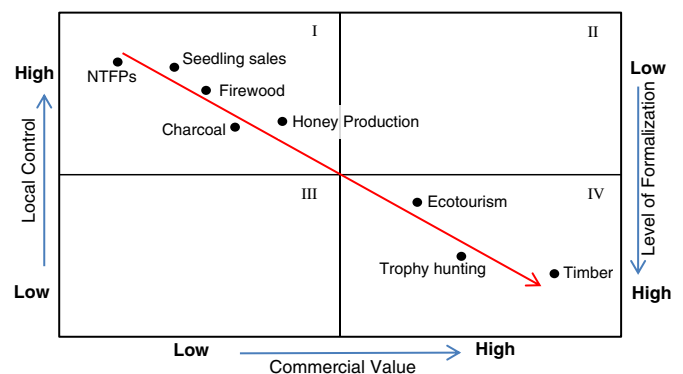 I
II
Seedling sales
High
NTFPs
Low
Firewood
Charcoal
Honey Production
Local Control
Level of Formalization
III
IV
Ecotourism
Trophy hunting
Timber
Low
High
Low
High
Commercial Value